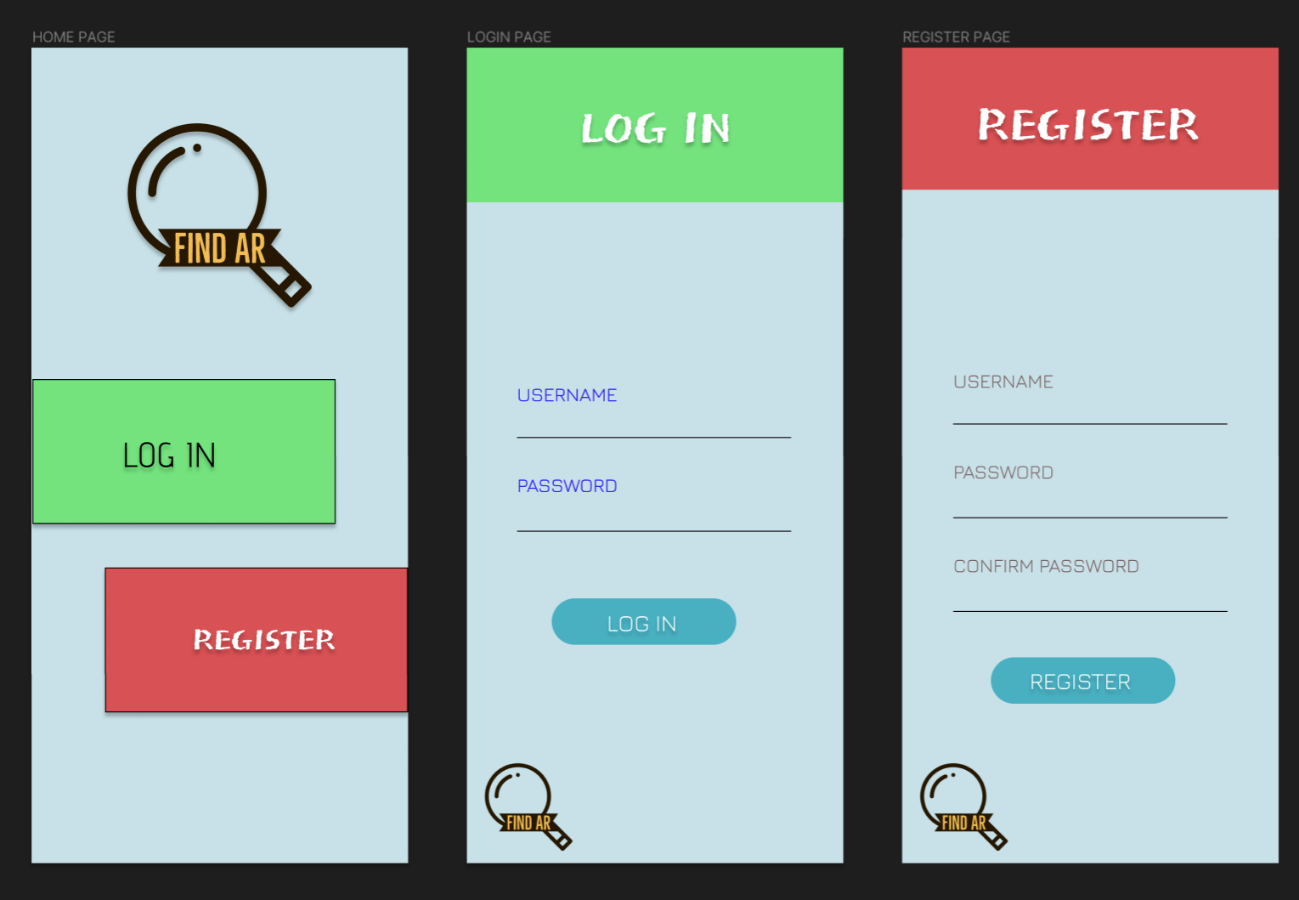 HOME PAGE
FIND AR
LOG IN
REGISTER
LOGIN PAGE
LOG IN
USERNAME
PASSWORD
LOG IN
FIND AR
REGISTER PAGE
REGISTER
USERNAME
PASSWORD
CONFIRM PASSWORD
REGISTER
FIND AR